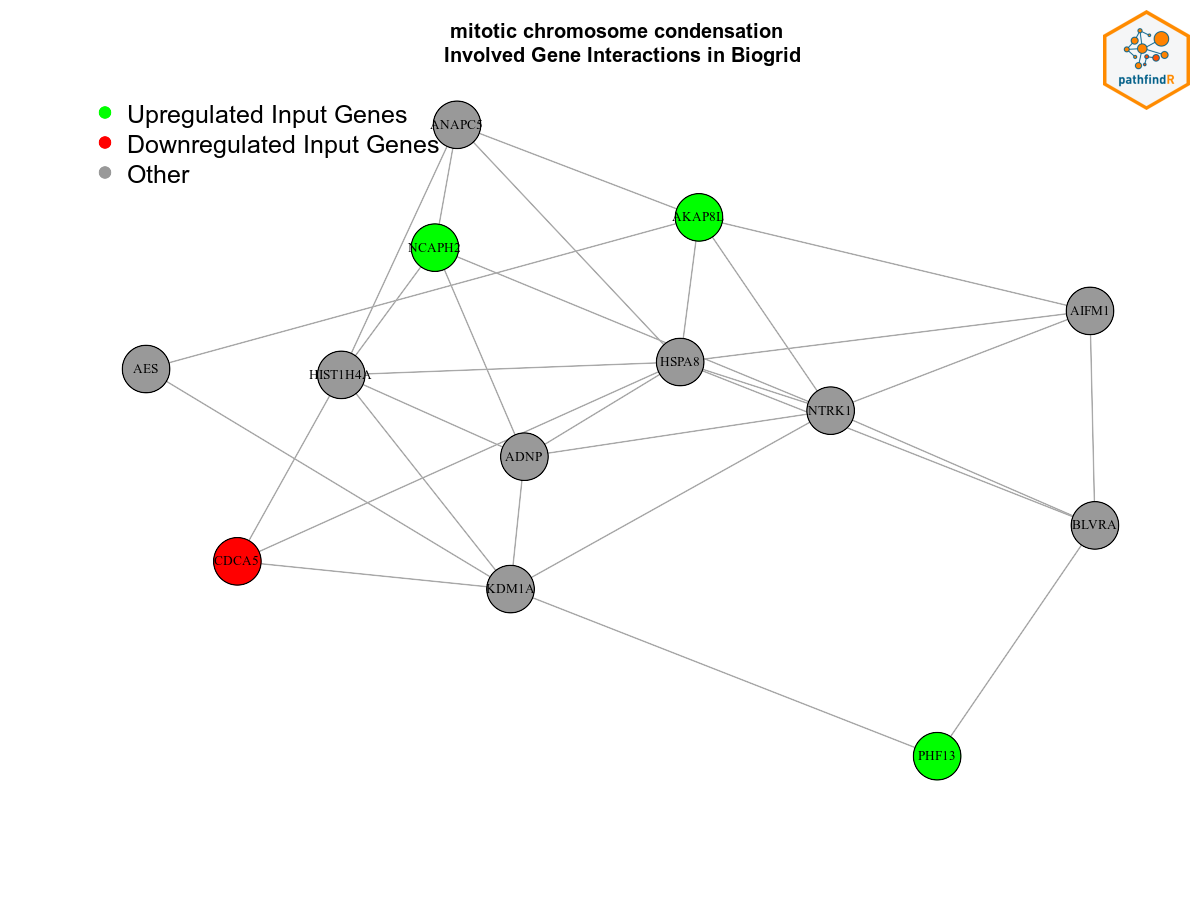 mitotic chromosome condensation
Involved Gene Interactions in Biogrid
pathfindR
Upregulated Input Genes
Downregulated Input Genes
Other
ANAPC5
AKAP8L
NCAPH2
AIFM1
AES
HIST1H4A
HSPA8
NTRK1
ADNP
BLVRA
CDCA5
KDM1A
PHF13